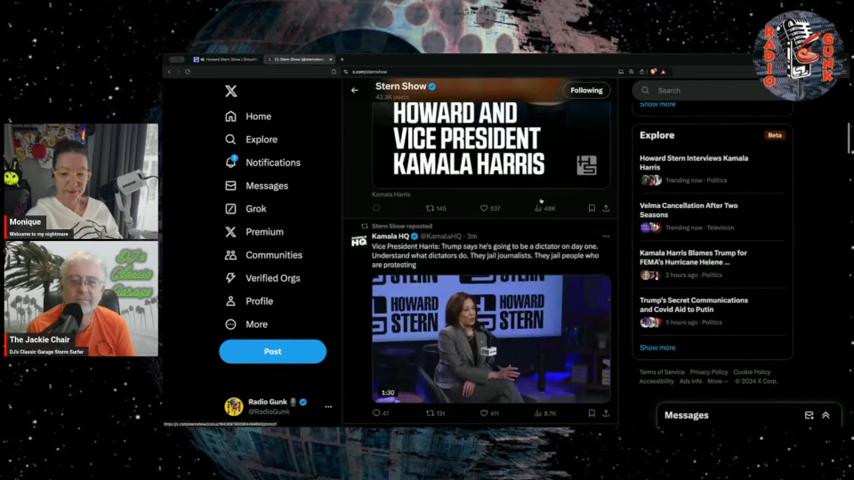 RADIO
GUNK
Howard Stern Show
Stern Show
x.com/sternshow
Stern Show
42.3K posts
Following
Search
Show more
Home
Explore
Notifications
Messages
Grok
Premium
Communities
Verified Orgs
Profile
More
Post
Radio Gunk
@RadioGunk
HOWARD AND
VICE PRESIDENT
KAMALA HARRIS
Kamala Harris
145
537
48K
Stern Show reposted
Kamala HQ @KamalaHQ · 3m
Vice President Harris: Trump says he's going to be a dictator on day one.
Understand what dictators do. They jail journalists. They jail people who
are protesting
HOWARD
STERN
HOWARD
STERN
1:30
47
131
411
8.7K
Explore
Beta
Howard Stern Interviews Kamala
Harris
Trending now · Politics
Velma Cancellation After Two
Seasons
Trending now · Television
Kamala Harris Blames Trump for
FEMA's Hurricane Helene ...
2 hours ago · Politics
Trump's Secret Communications
and Covid Aid to Putin
5 hours ago · Politics
Show more
Terms of Service Privacy Policy Cookie Policy
Accessibility Ads info More ... © 2024 X Corp.
Messages
Monique
Welcome to my nightmare
DJ's
Classic
Garage
The Jackie Chair
DJs Classic Garage Storm Surfer